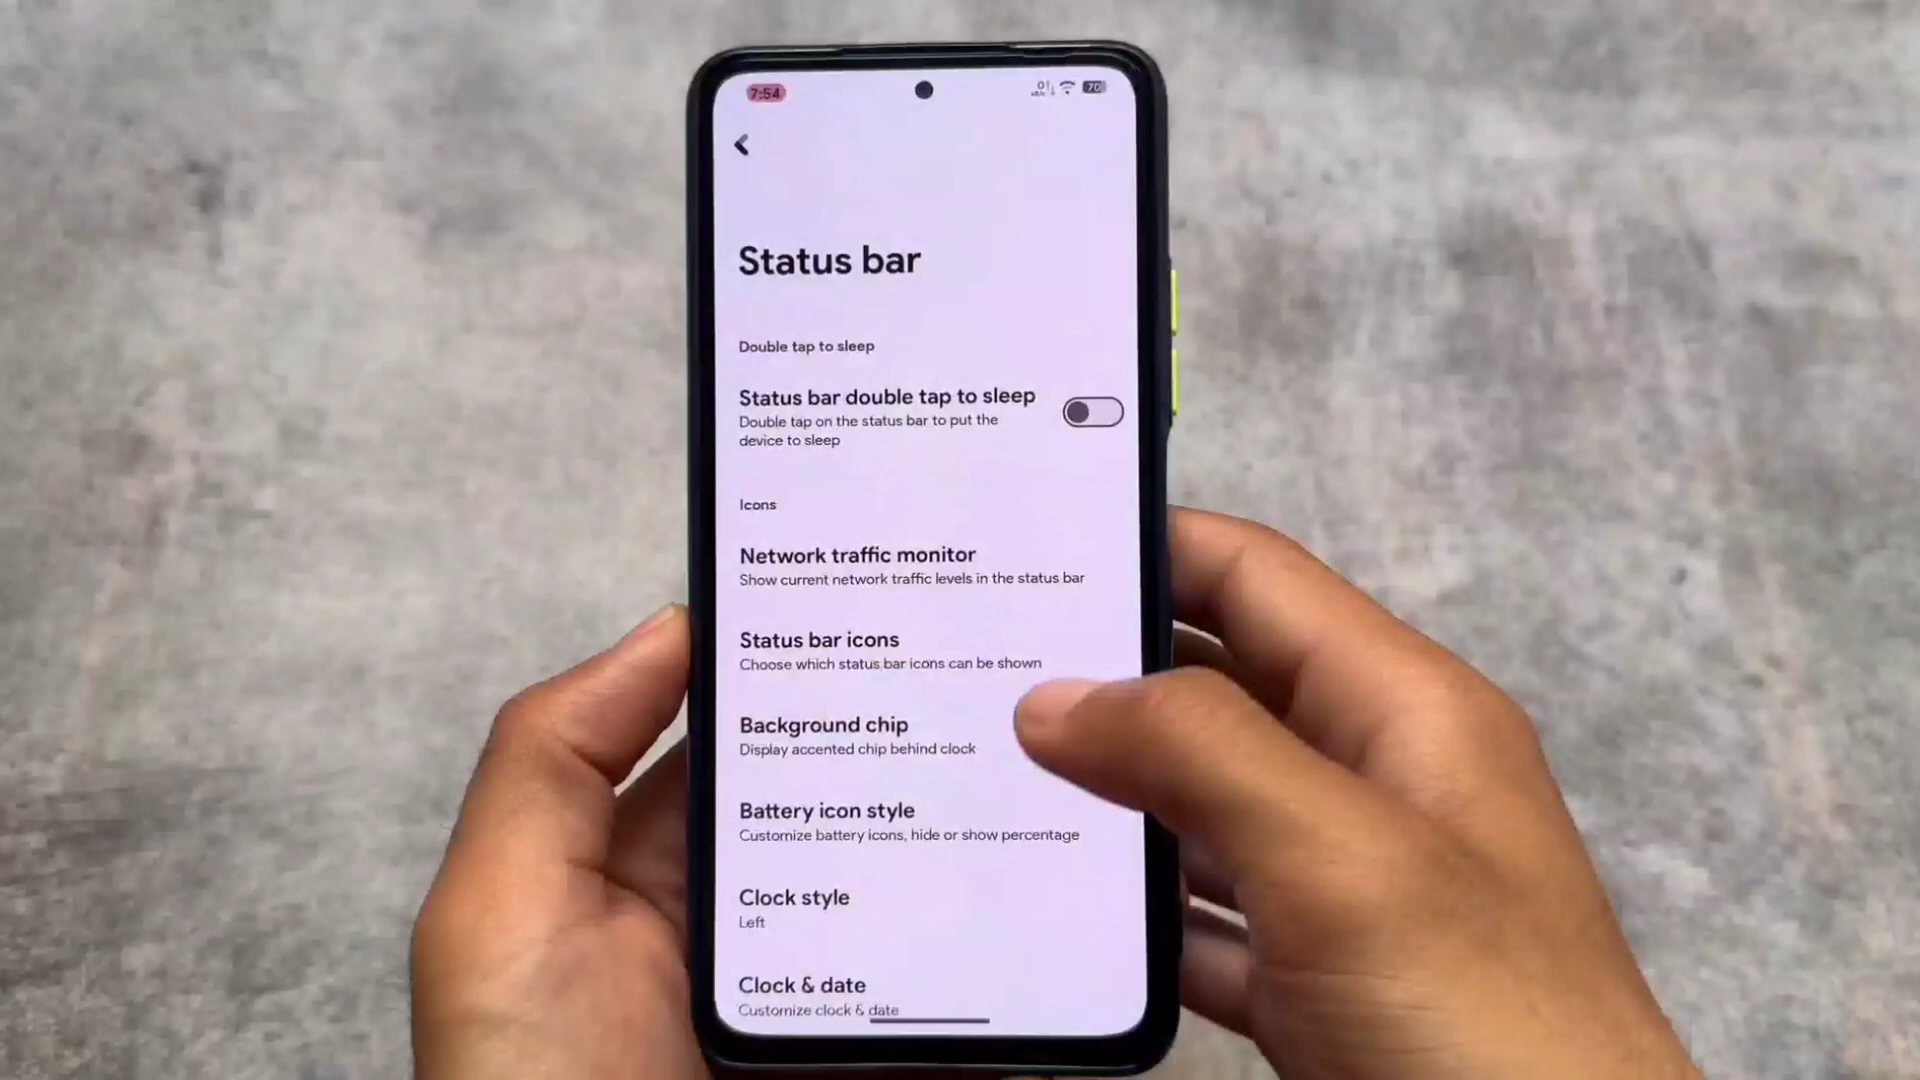 7:54
70
Status bar
Double tap to sleep
Status bar double tap to sleep
Double tap on the status bar to put the
device to sleep
Icons
Network traffic monitor
Show current network traffic levels in the status bar
Status bar icons
Choose which status bar icons can be shown
Background chip
Display accented chip behind clock
Battery icon style
Customize battery icons, hide or show percentage
Clock style
Left
Clock & date
Customize clock & date